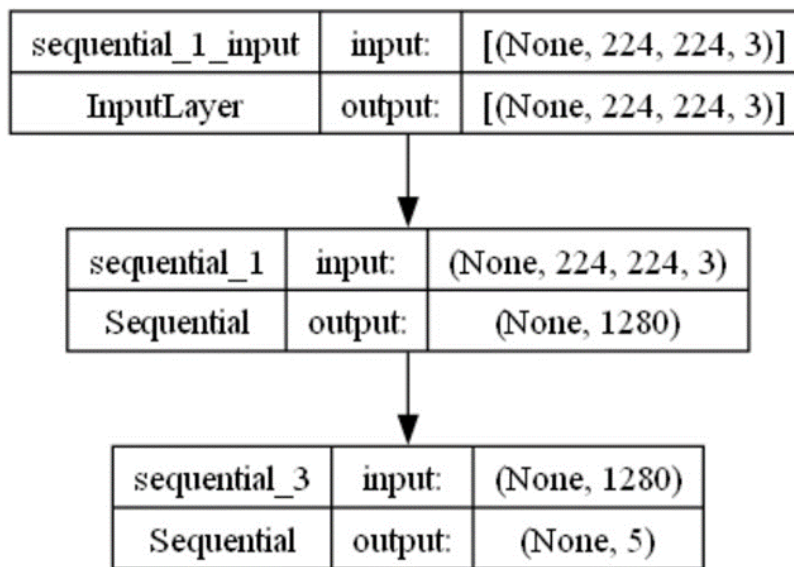 sequential_1_input input: [(None, 224, 224, 3)]
InputLayer output: [(None, 224, 224, 3)]
sequential_1 input: (None, 224, 224, 3)
Sequential output: (None, 1280)
sequential_3 input: (None, 1280)
Sequential output: (None, 5)